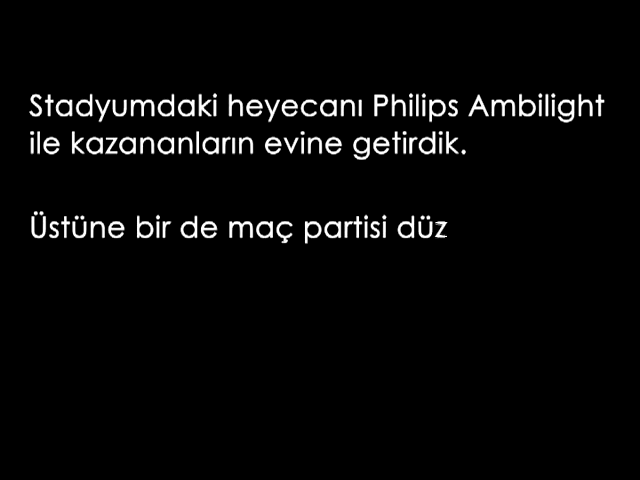 Stadyumdaki heyecanı Philips Ambilight
ile kazananların evine getirdik.
Üstüne bir de maç partisi düz